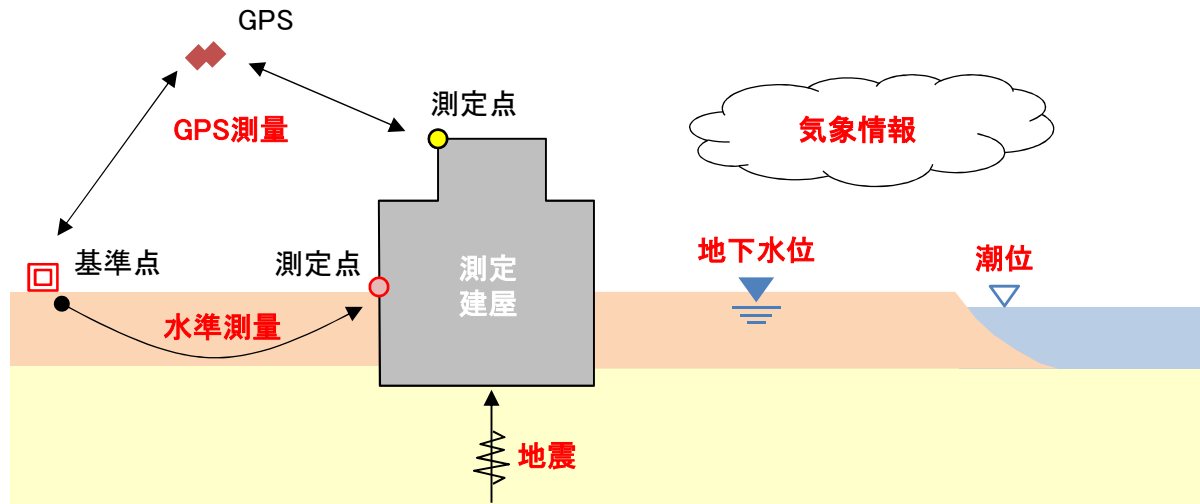 GPS
測定点
GPS測量
気象情報
基準点
測定点
測定
建屋
地下水位
潮位
水準測量
地震